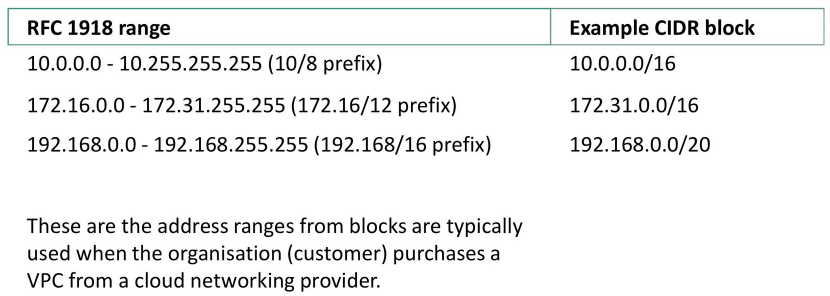 RFC 1918 range Example CIDR block
10.0.0.0 - 10.255.255.255 (10/8 prefix) 10.0.0.0/16
172.16.0.0 - 172.31.255.255 (172.16/12 prefix) 172.31.0.0/16
192.168.0.0 - 192.168.255.255 (192.168/16 prefix) 192.168.0.0/20
These are the address ranges from blocks are typically
used when the organisation (customer) purchases a
VPC from a cloud networking provider.